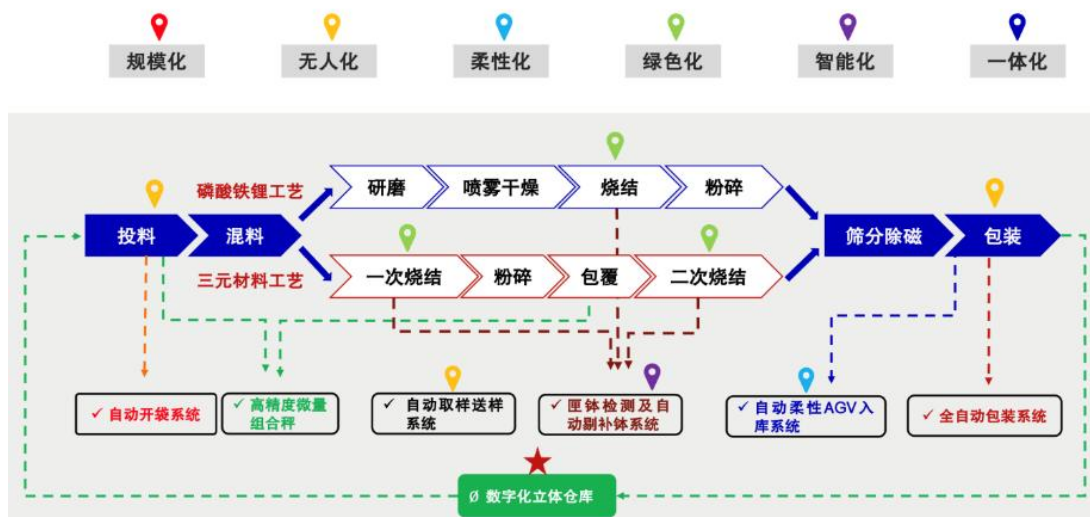 规模化
无人化
柔性化
绿色化
智能化
一体化
磷酸铁锂工艺
研磨
喷雾干燥
烧结
粉碎
投料
混料
筛分除磁
包装
三元材料工艺
一次烧结
粉碎
包覆
二次烧结
✓ 自动开袋系统
✓ 高精度微量
组合秤
✓ 自动取样送样
系统
✓ 匣钵检测及自
动剔补钵系统
✓ 自动柔性AGV入
库系统
✓ 全自动包装系统
Ø 数字化立体仓库